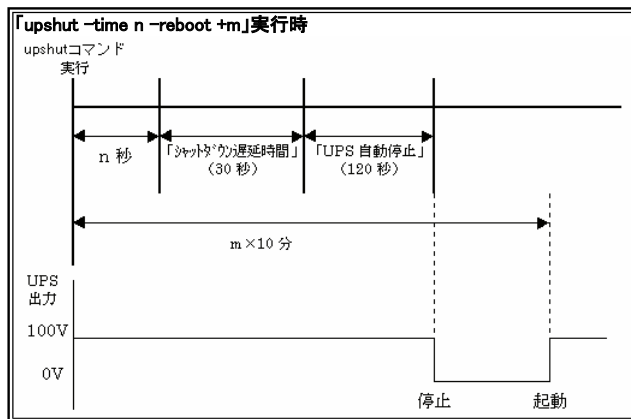 「upshut –time n –reboot +m」実行時
upshutコマンド
実行
n 秒
「シャットダウン遅延時間」
（30 秒）
「UPS 自動停止」
（120 秒）
m×10 分
UPS
出力
100V
0V
停止
起動